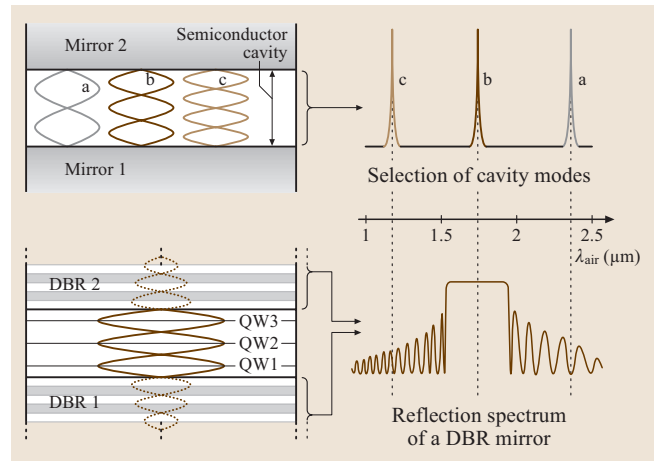 Mirror 2
Semiconductor
cavity
a
b
c
Mirror 1
c
b
a
Selection of cavity modes
1
1.5
2
2.5
λair (µm)
DBR 2
QW3
QW2
QW1
DBR 1
Reflection spectrum
of a DBR mirror